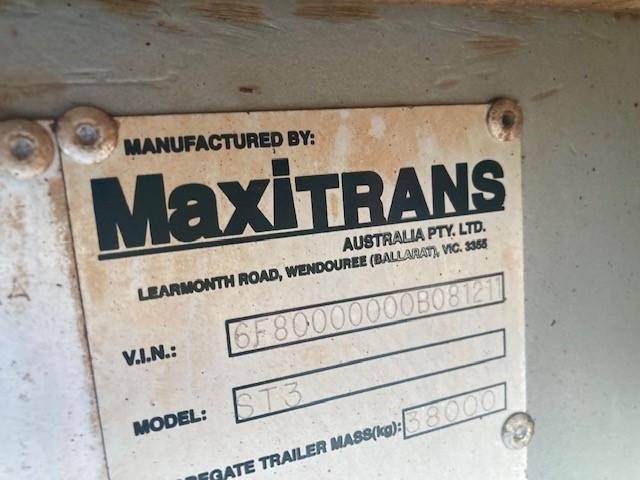 MANUFACTURED BY:
MaxiTRANS
AUSTRALIA PTY. LTD.
LEARMONTH ROAD, WENDOUREE (BALLARAT), VIC. 3355
V.I.N.: 6F80000000B081211
MODEL: ST3
TRAILER MASS(kg): 38000